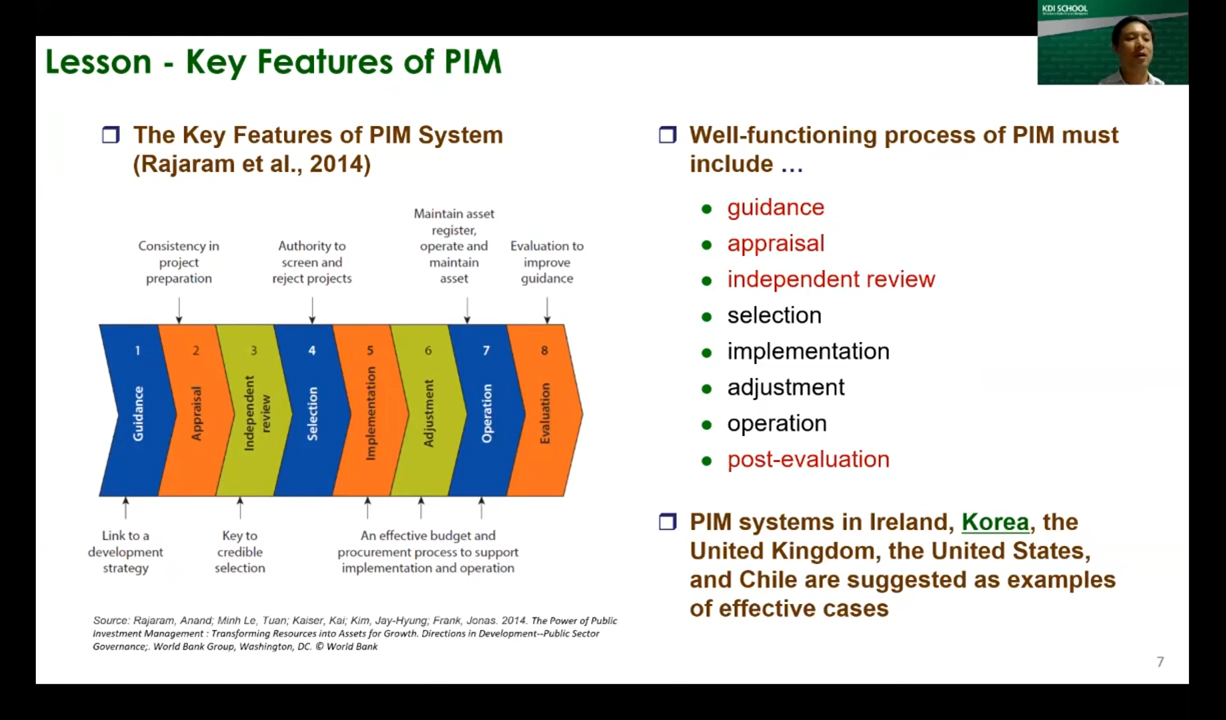 KDI SCHOOL
Lesson - Key Features of PIM
❒ The Key Features of PIM System
(Rajaram et al., 2014)
Consistency in
project
preparation
Authority to
screen and
reject projects
Maintain asset
register,
operate and
maintain
asset
Evaluation to
improve
guidance
1
2
3
4
5
6
7
8
Guidance
Appraisal
Independent
review
Selection
Implementation
Adjustment
Operation
Evaluation
Link to a
development
strategy
Key to
credible
selection
An effective budget and
procurement process to support
implementation and operation
Source: Rajaram, Anand; Minh Le, Tuan; Kaiser, Kai; Kim, Jay-Hyung; Frank, Jonas. 2014. The Power of Public
Investment Management : Transforming Resources into Assets for Growth. Directions in Development--Public Sector
Governance;. World Bank Group, Washington, DC. © World Bank
❒ Well-functioning process of PIM must
include …
● guidance
● appraisal
● independent review
● selection
● implementation
● adjustment
● operation
● post-evaluation
❒ PIM systems in Ireland, Korea, the
United Kingdom, the United States,
and Chile are suggested as examples
of effective cases
7